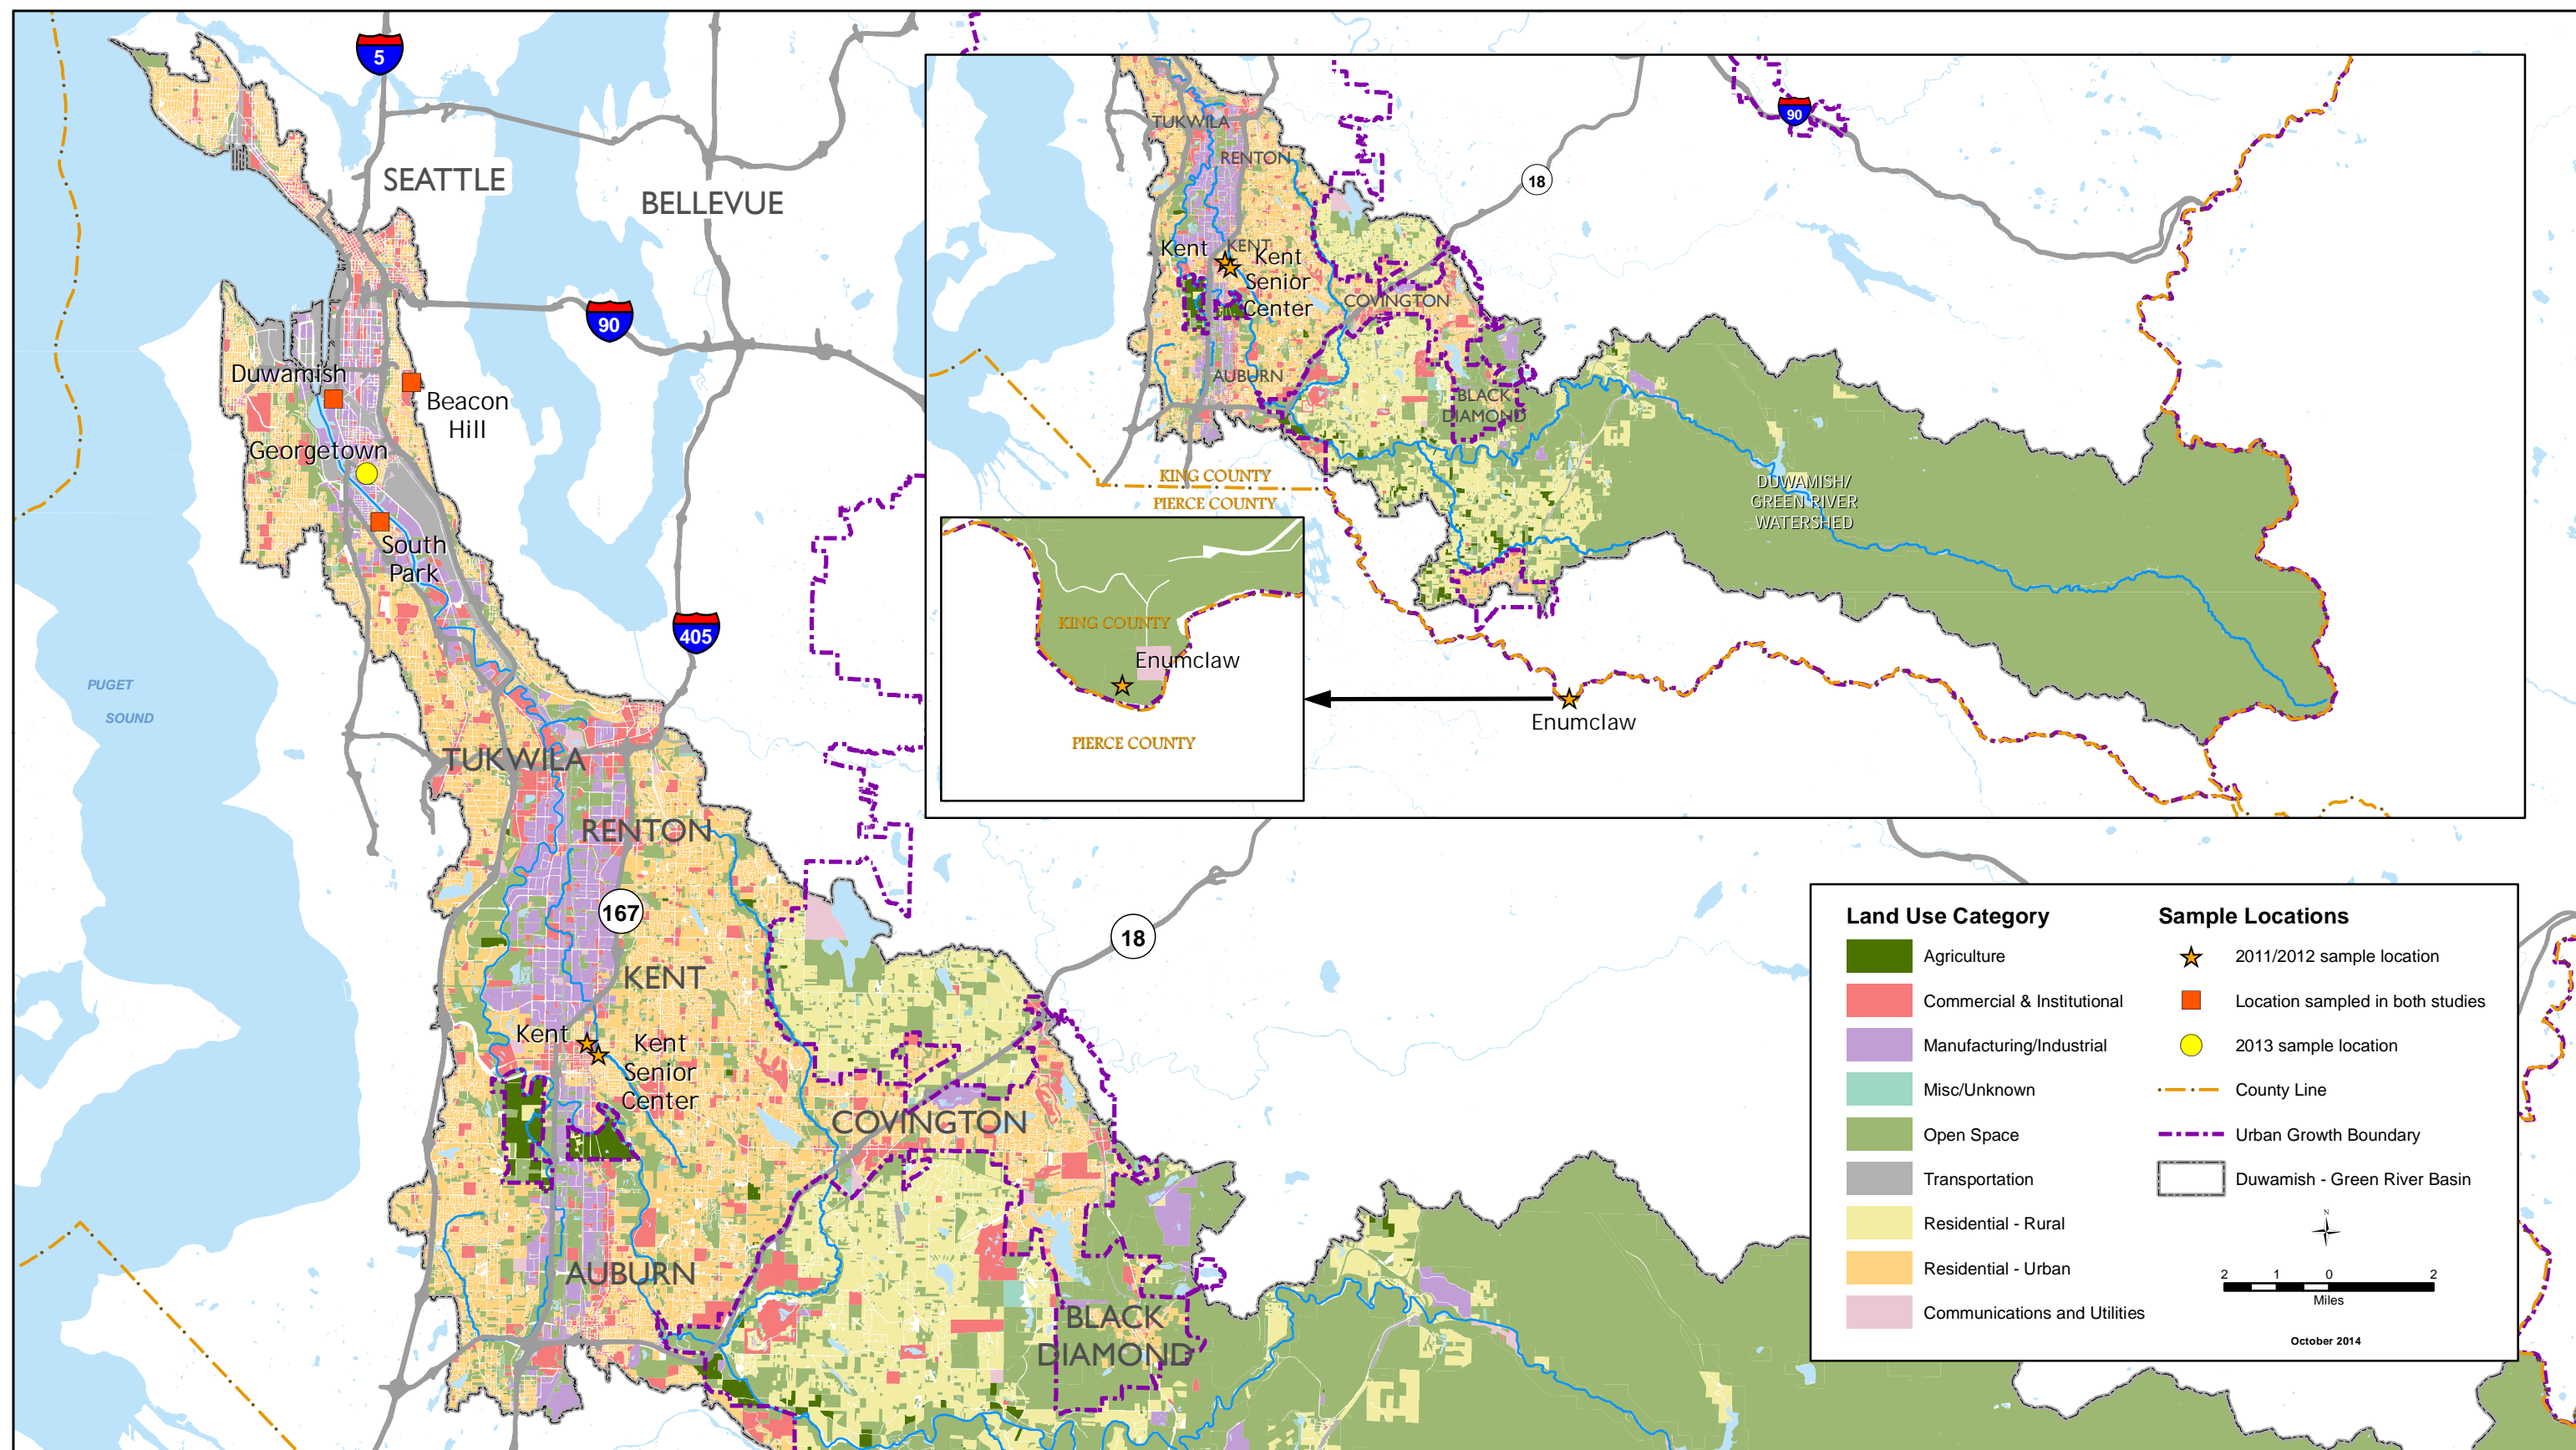 5
SEATTLE
BELLEVUE
90
Duwamish
Beacon
Hill
Georgetown
South
Park
405
PUGET
SOUND
TUKWILA
RENTON
167
KENT
18
Kent
Kent
Senior
Center
COVINGTON
AUBURN
BLACK
DIAMOND
TUKWILA
RENTON
90
18
Kent
KENT
Kent
Senior
Center
COVINGTON
AUBURN
BLACK
DIAMOND
KING COUNTY
PIERCE COUNTY
DUWAMISH/
GREEN RIVER
WATERSHED
KING COUNTY
Enumclaw
PIERCE COUNTY
Enumclaw
Land Use Category
Agriculture
Commercial & Institutional
Manufacturing/Industrial
Misc/Unknown
Open Space
Transportation
Residential - Rural
Residential - Urban
Communications and Utilities
Sample Locations
2011/2012 sample location
Location sampled in both studies
2013 sample location
County Line
Urban Growth Boundary
Duwamish - Green River Basin
N
2 1 0 2
Miles
October 2014